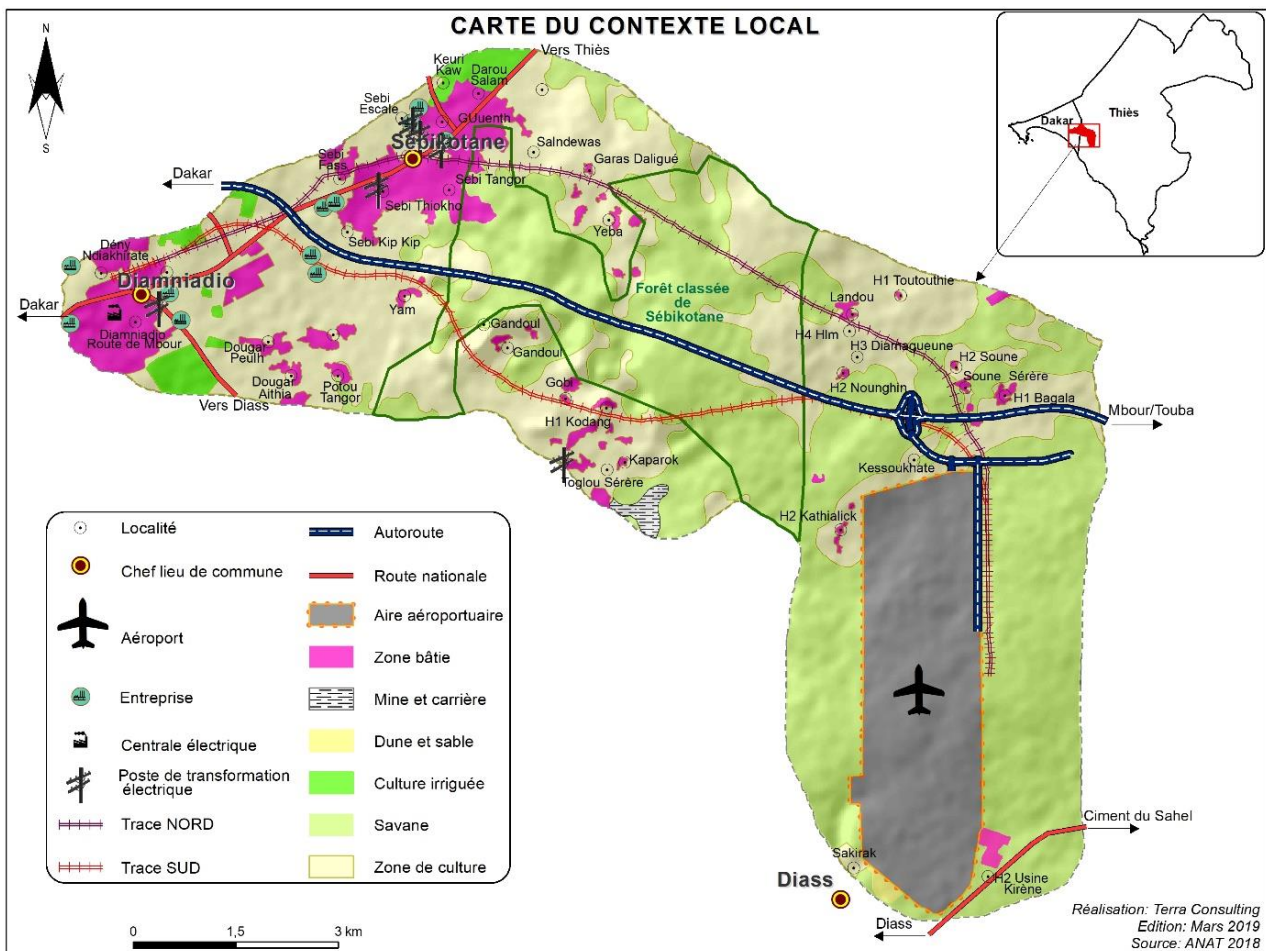 CARTE DU CONTEXTE LOCAL
N
S
Vers Thiès
Keuri
Kaw
Darou
Salam
Sebi
Escale
GUuenth
Sébikotane
Salndewas
Garas Daligué
Sebi
Fass
Sebi Tangor
Sebi Thiokho
Dakar
Sebi Kip Kip
Yeba
Dény
Ndiakhirate
Diamniadio
Dakar
Diamniadio
Route de Mbour
Yam
Forêt classée
de
Sébikotane
Gandoul
Gandoul
Dougar
Peulh
Dougar
Aithia
Potou
Tangor
Vers Diass
Gobi
H1 Kodang
Kaparok
Toglou Sérère
H1 Toutouthie
Landou
H4 Hlm
H3 Diamagueune
H2 Nounghin
H2 Soune
Soune Sérère
H1 Bagala
Mbour/Touba
Kessoukhate
H2 Kathialick
Dakar
Thiès
Localité
Chef lieu de commune
Aéroport
Entreprise
Centrale électrique
Poste de transformation
électrique
Trace NORD
Trace SUD
Autoroute
Route nationale
Aire aéroportuaire
Zone bâtie
Mine et carrière
Dune et sable
Culture irriguée
Savane
Zone de culture
Ciment du Sahel
Sakirak
Diass
H2 Usine
Kirène
Diass
0 1,5 3 km
Réalisation: Terra Consulting
Edition: Mars 2019
Source: ANAT 2018